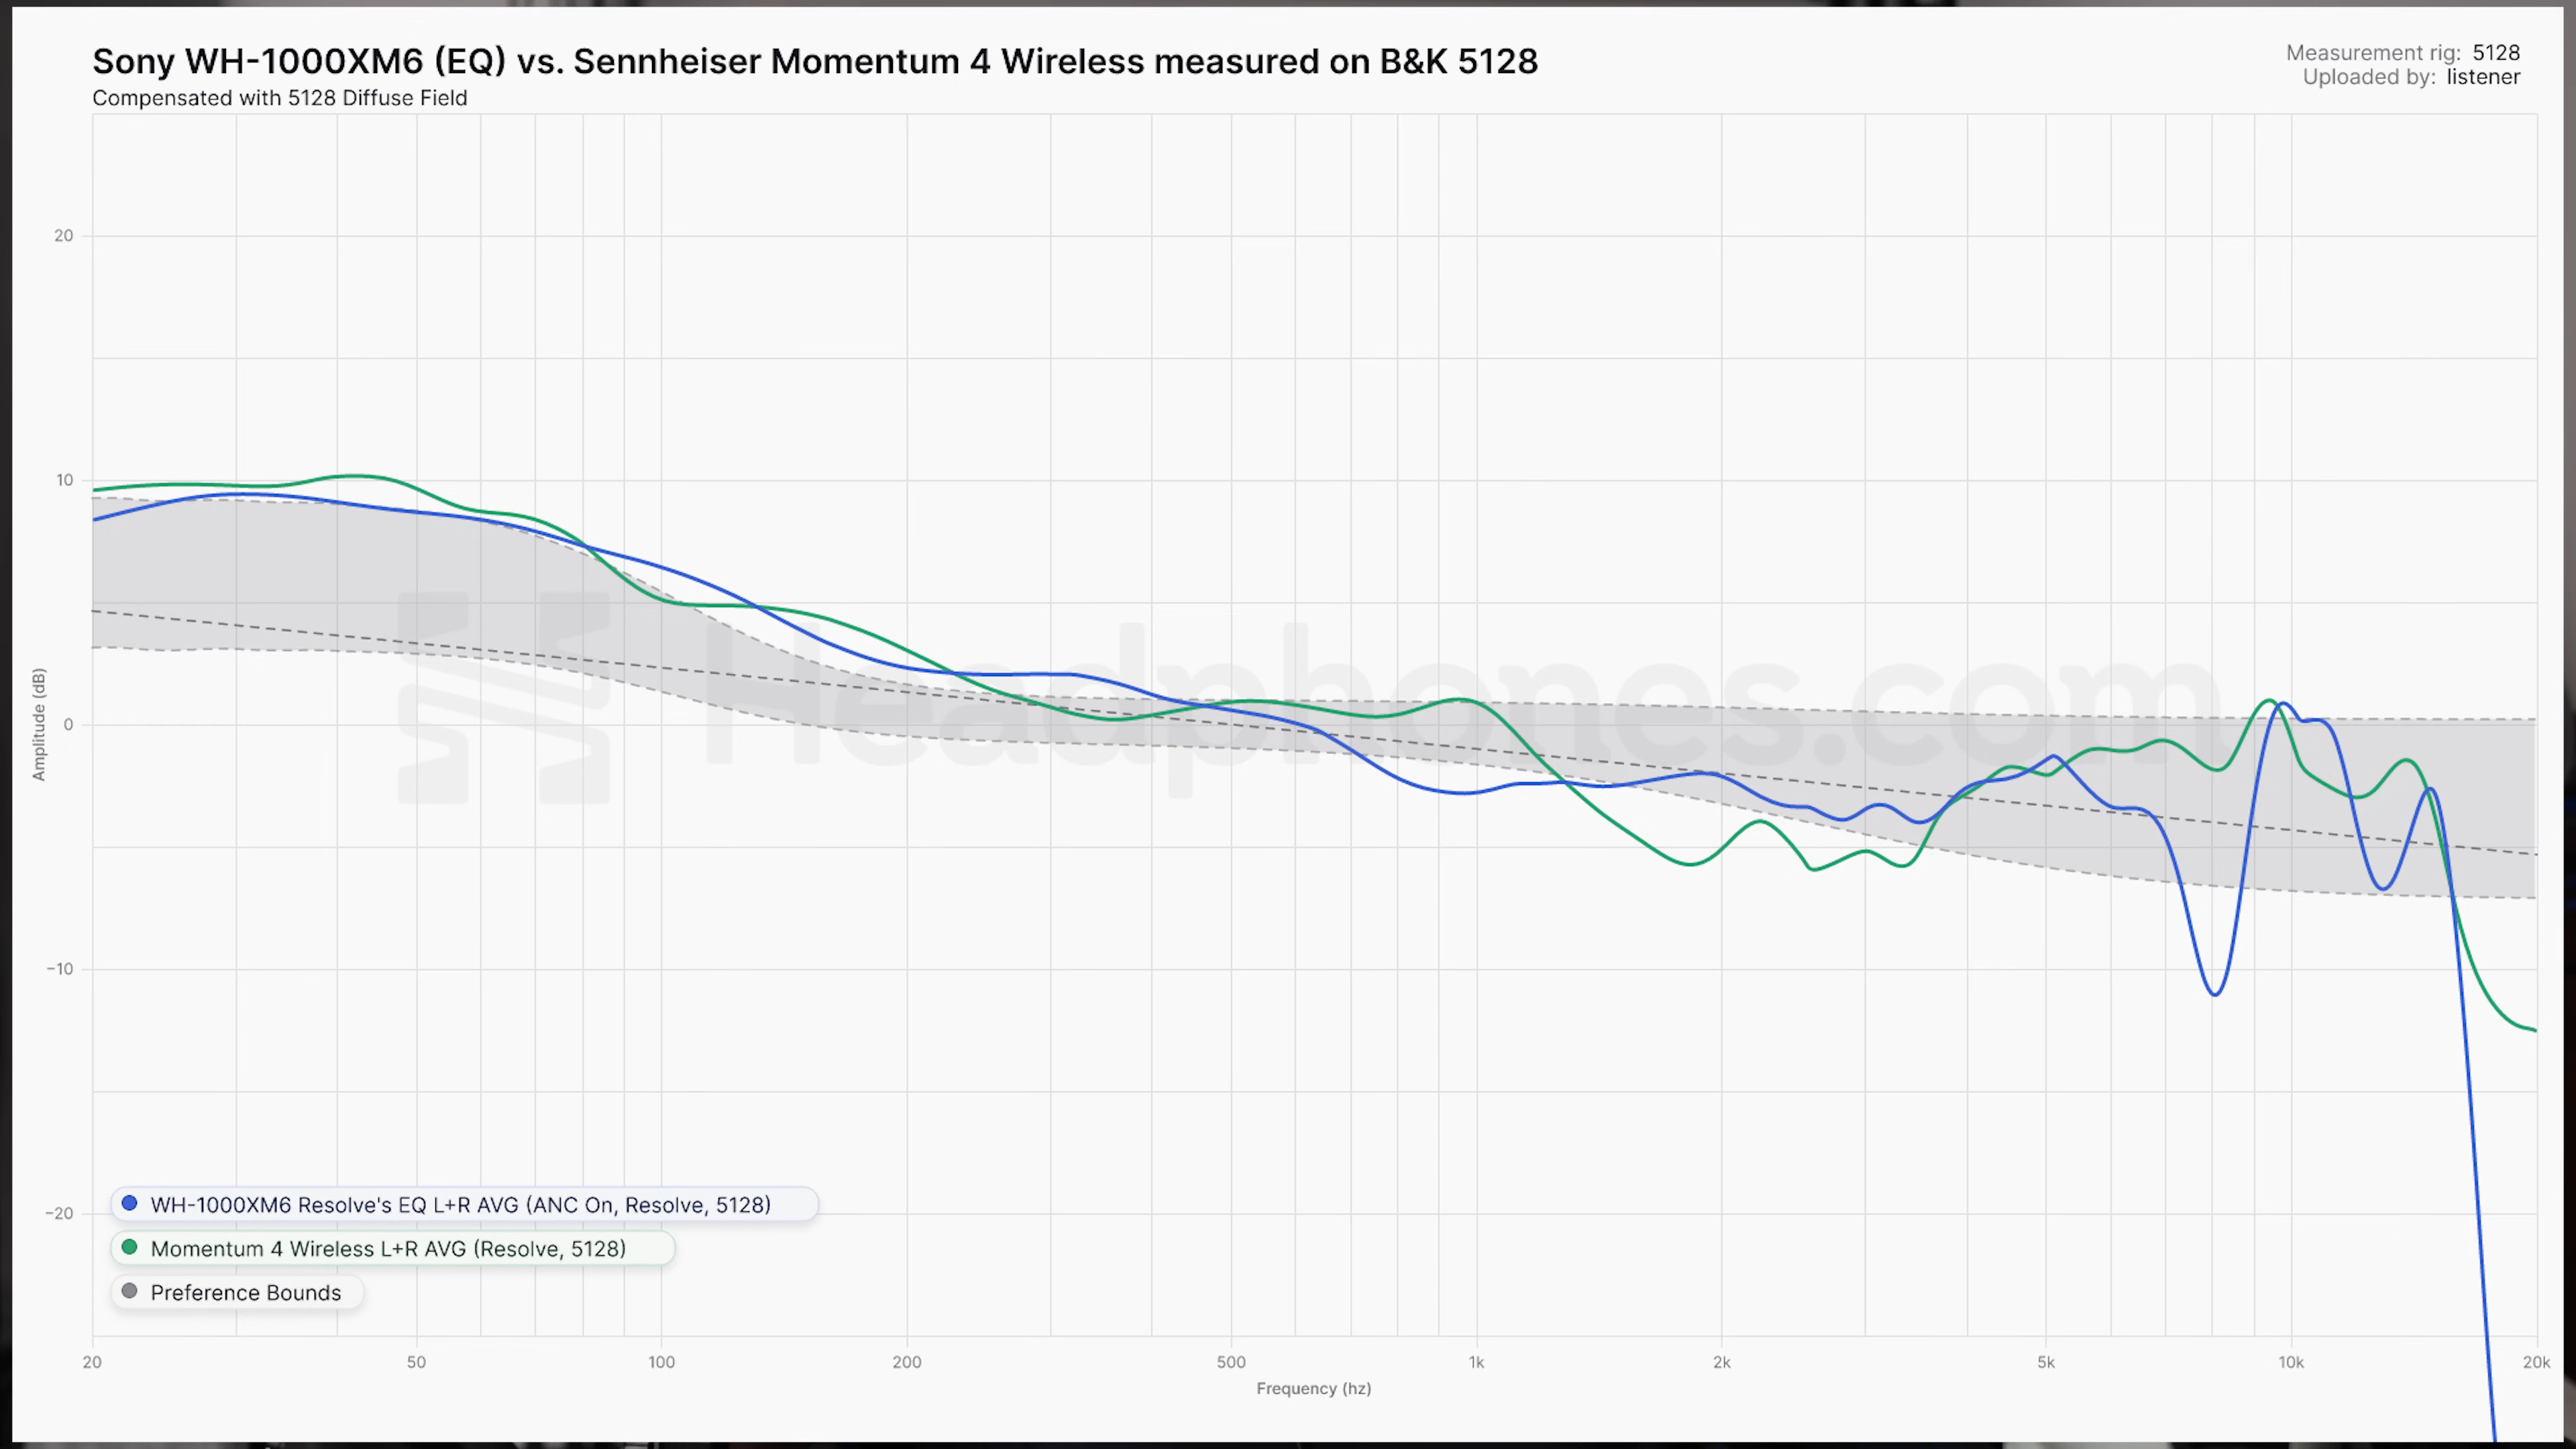 Sony WH-1000XM6 (EQ) vs. Sennheiser Momentum 4 Wireless measured on B&K 5128
Compensated with 5128 Diffuse Field
Measurement rig: 5128
Uploaded by: listener
20
10
0
−10
−20
Amplitude (dB)
Headphones.com
WH-1000XM6 Resolve's EQ L+R AVG (ANC On, Resolve, 5128)
Momentum 4 Wireless L+R AVG (Resolve, 5128)
Preference Bounds
20 50 100 200 500 1k 2k 5k 10k 20k
Frequency (hz)